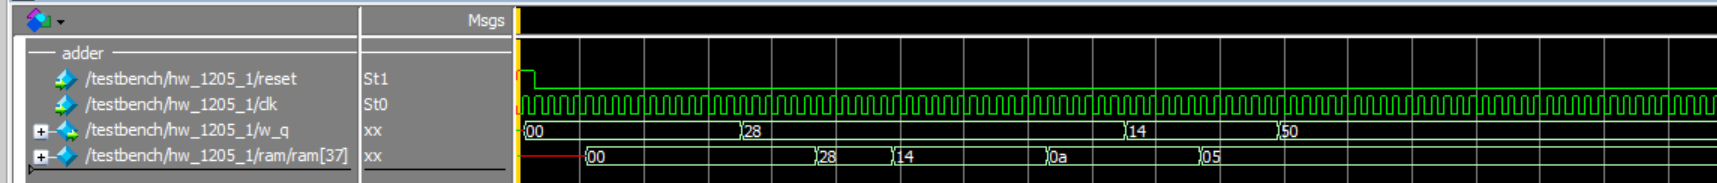 Msgs
adder
/testbench/hw_1205_1/reset St1
/testbench/hw_1205_1/clk St0
/testbench/hw_1205_1/w_q xx 00 28 14 50
/testbench/hw_1205_1/ram/ram[37] xx 00 28 14 0a 05